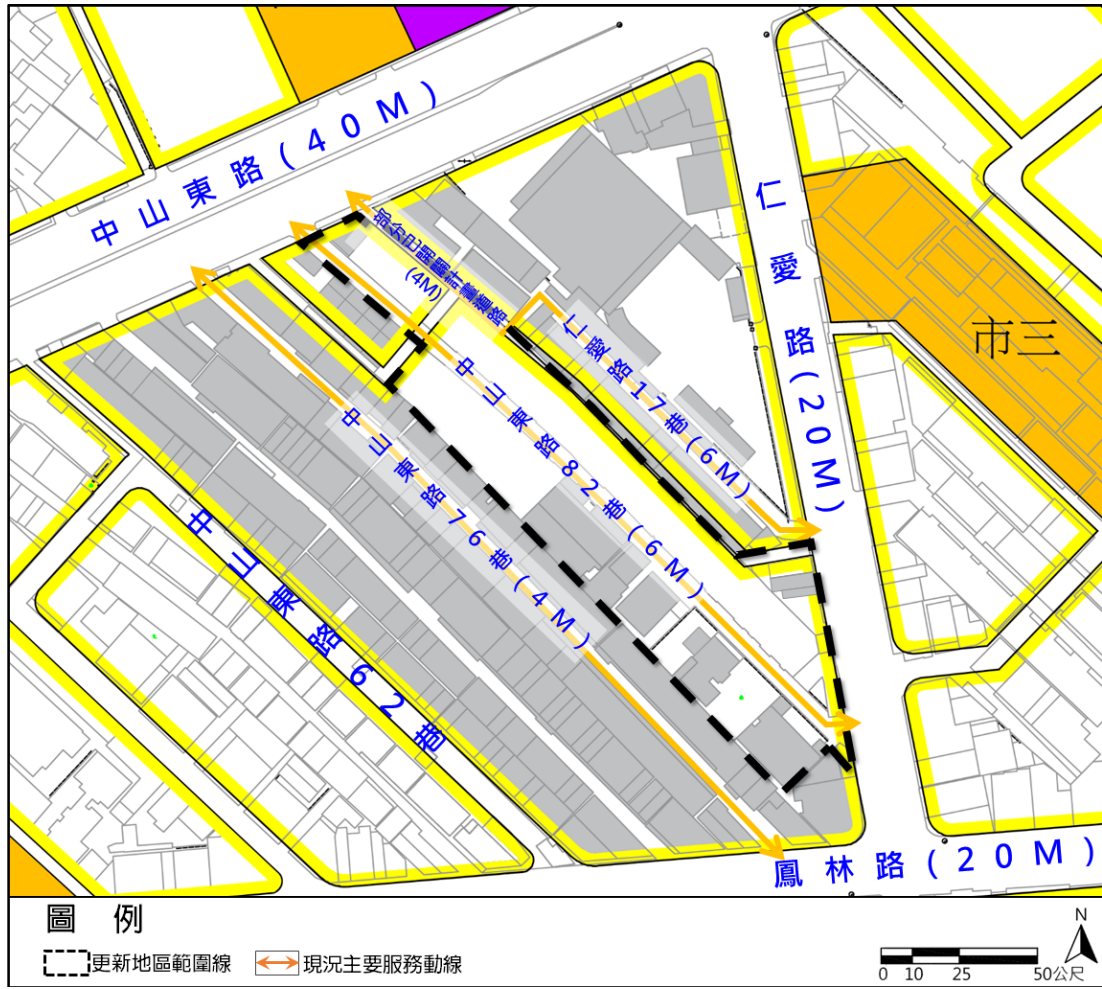 中山東路(40M)
仁愛路(20M)
部分已開闢計畫道路
(4M)
仁愛路17巷(6M)
市三
中山東路82巷(6M)
中山東路76巷(4M)
中山東路62巷
鳳林路(20M)
圖 例
更新地區範圍線
現況主要服務動線
N
0 10 25 50公尺